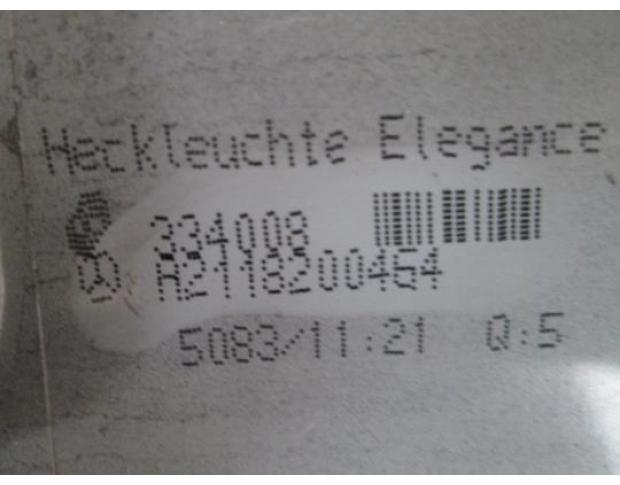 Heckleuchte Elegance
334008
A2118200464
5083/11:21 Q:5